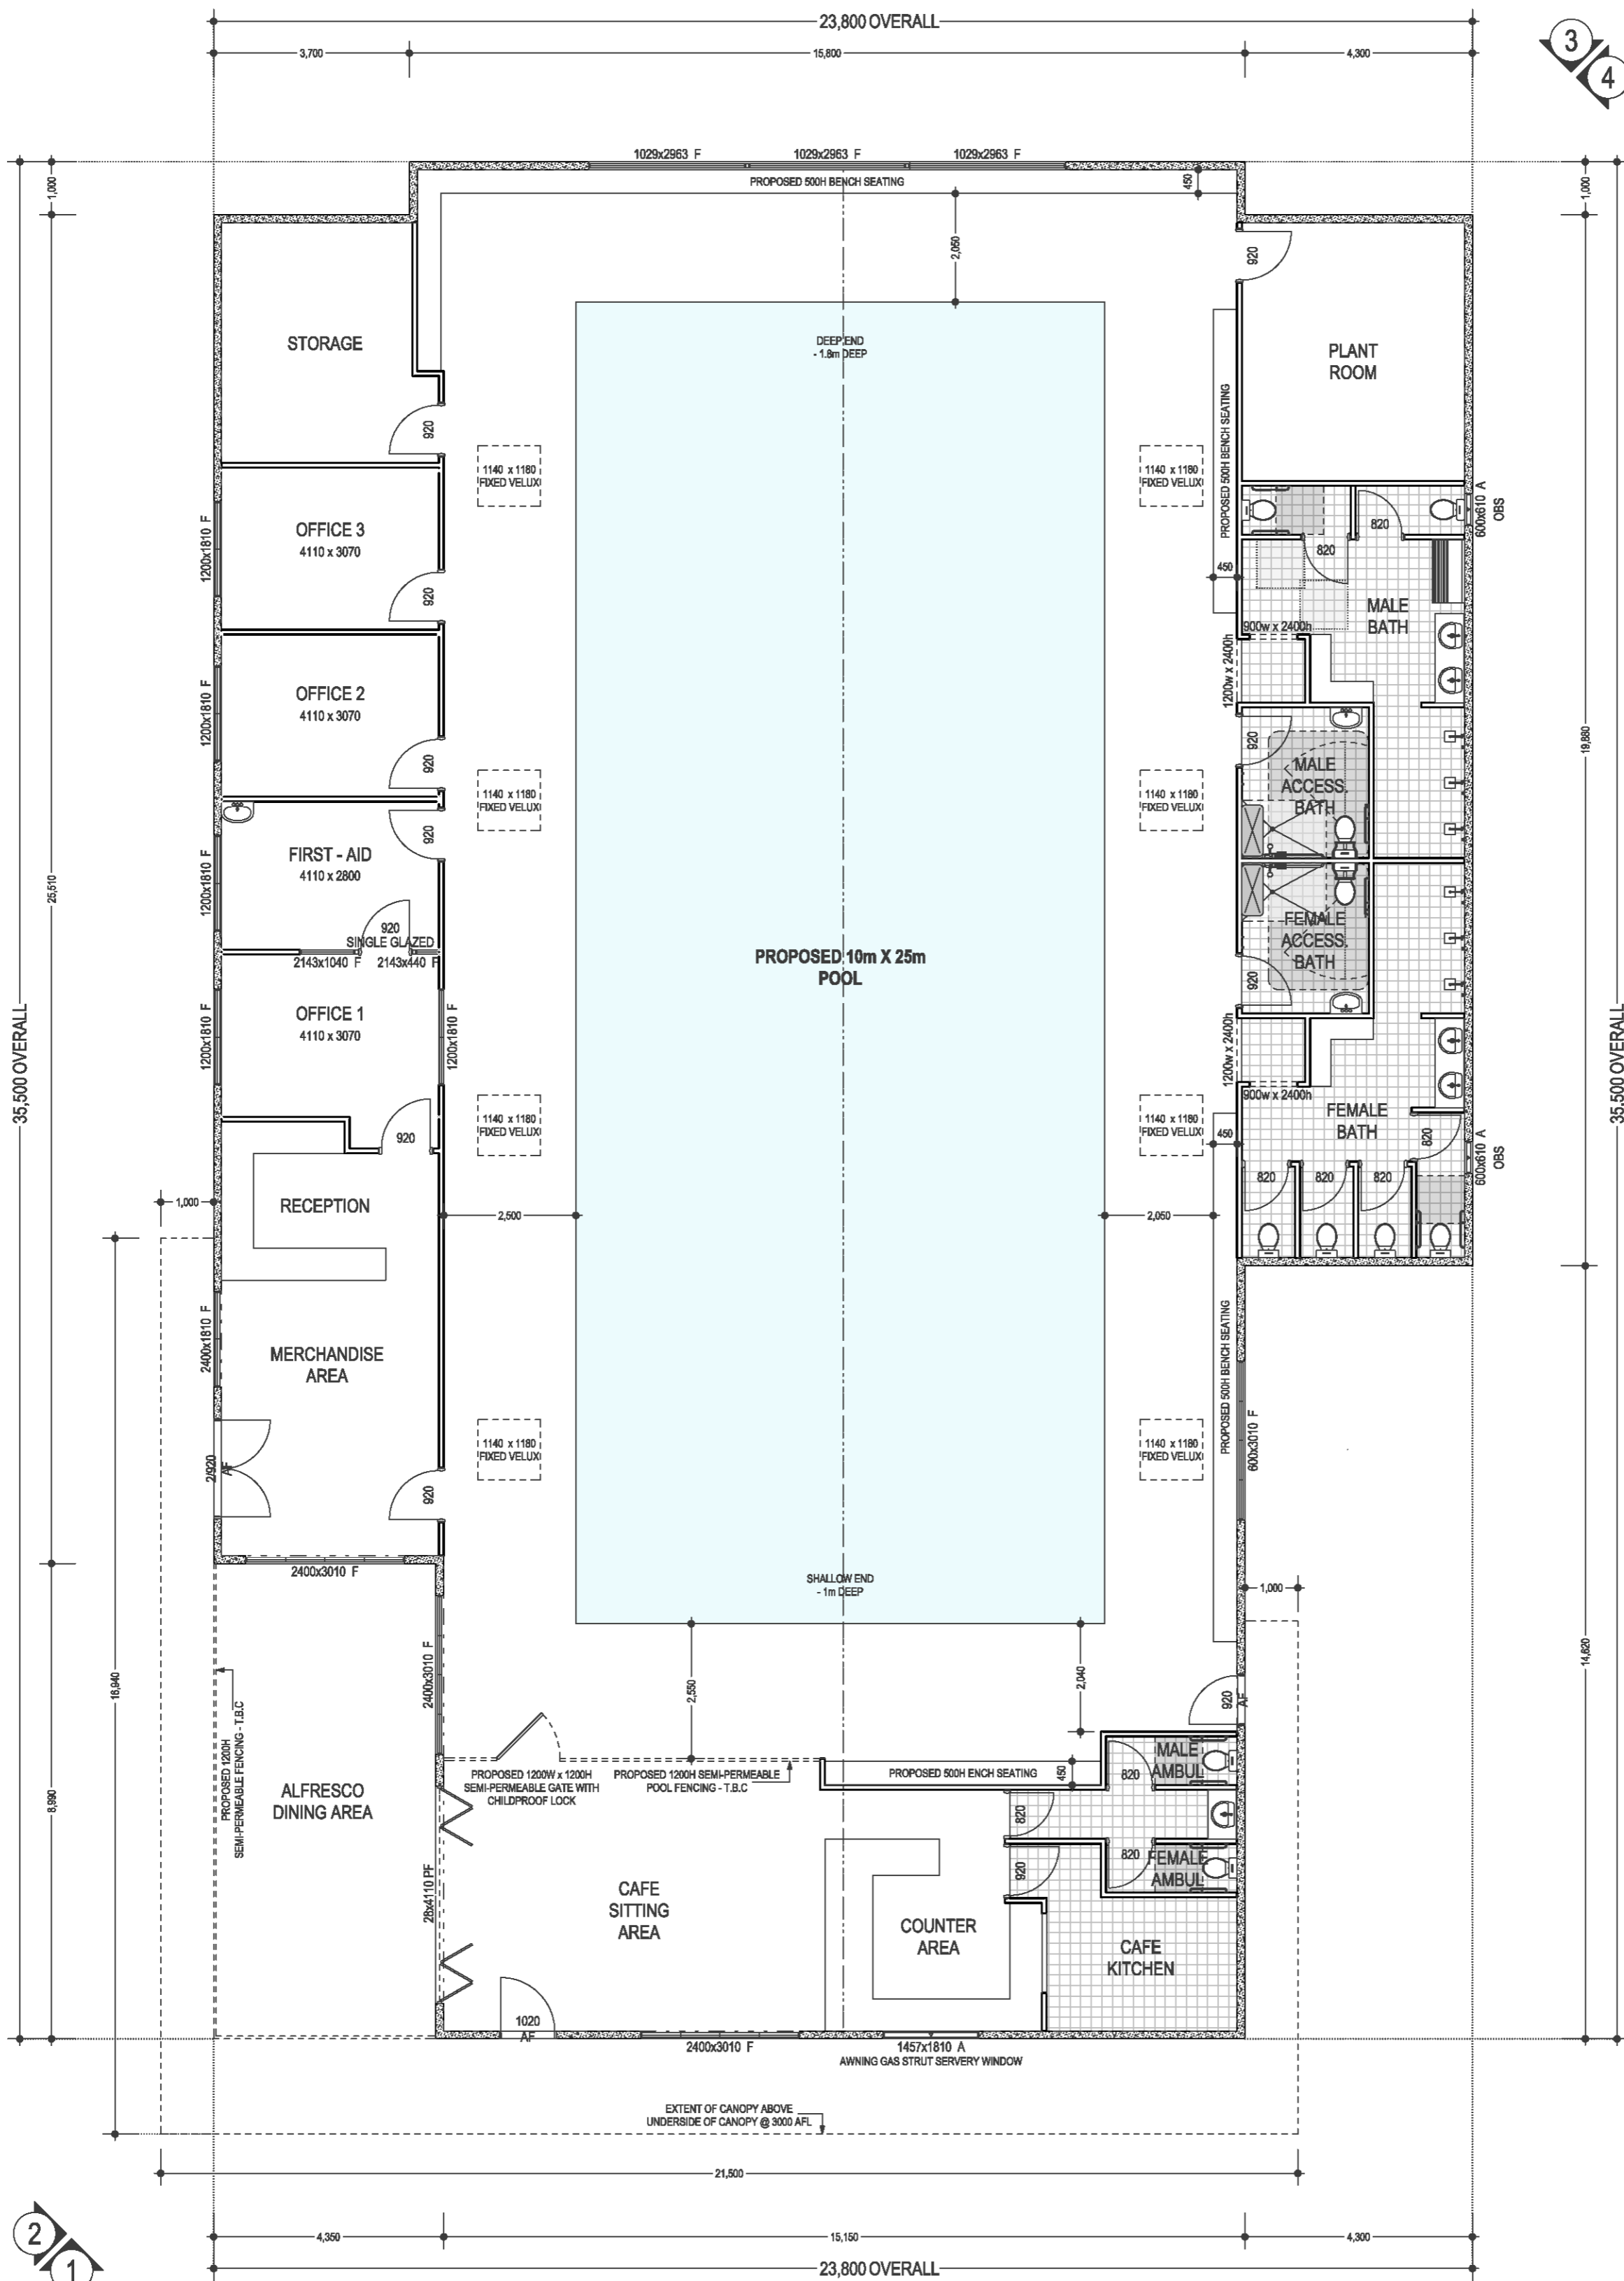 23,800 OVERALL
3,700
15,800
4,300
3
4
1029x2963 F
1029x2963 F
1029x2963 F
PROPOSED 500H BENCH SEATING
450
1,000
1,000
2,050
920
STORAGE
DEEP END
- 1.8m DEEP
PLANT
ROOM
PROPOSED 500H BENCH SEATING
920
1140 x 1180
FIXED VELUX
1140 x 1180
FIXED VELUX
OFFICE 3
4110 x 3070
1200x1810 F
920
450
820
820
600x610 A
OBS
MALE
BATH
900w x 2400h
1200w x 2400h
OFFICE 2
4110 x 3070
1200x1810 F
920
1140 x 1180
FIXED VELUX
1140 x 1180
FIXED VELUX
920
MALE
ACCESS.
BATH
19,880
FIRST - AID
4110 x 2800
1200x1810 F
920
25,510
920
SINGLE GLAZED
2143x1040 F
2143x440 F
PROPOSED 10m X 25m
POOL
FEMALE
ACCESS.
BATH
920
OFFICE 1
4110 x 3070
1200x1810 F
1200x1810 F
35,500 OVERALL
35,500 OVERALL
1200w x 2400h
900w x 2400h
FEMALE
BATH
920
1140 x 1180
FIXED VELUX
1140 x 1180
FIXED VELUX
450
820
600x610 A
OBS
820
820
820
RECEPTION
1,000
2,500
2,050
2400x1810 F
MERCHANDISE
AREA
PROPOSED 500H BENCH SEATING
600x3010 F
1140 x 1180
FIXED VELUX
1140 x 1180
FIXED VELUX
2/920
AF
920
2400x3010 F
SHALLOW END
- 1m DEEP
1,000
16,940
14,620
2400x3010 F
2,550
2,040
920
AF
PROPOSED 1200H
SEMI-PERMEABLE FENCING - T.B.C
8,990
ALFRESCO
DINING AREA
PROPOSED 1200W x 1200H
SEMI-PERMEABLE GATE WITH
CHILDPROOF LOCK
PROPOSED 1200H SEMI-PERMEABLE
POOL FENCING - T.B.C
PROPOSED 500H ENCH SEATING
450
MALE
AMBUL
820
820
820
FEMALE
AMBUL
920
28x4110 PF
CAFE
SITTING
AREA
COUNTER
AREA
CAFE
KITCHEN
1020
AF
2400x3010 F
1457x1810 A
AWNING GAS STRUT SERVERY WINDOW
EXTENT OF CANOPY ABOVE
UNDERSIDE OF CANOPY @ 3000 AFL
21,500
2
1
4,350
15,150
4,300
23,800 OVERALL